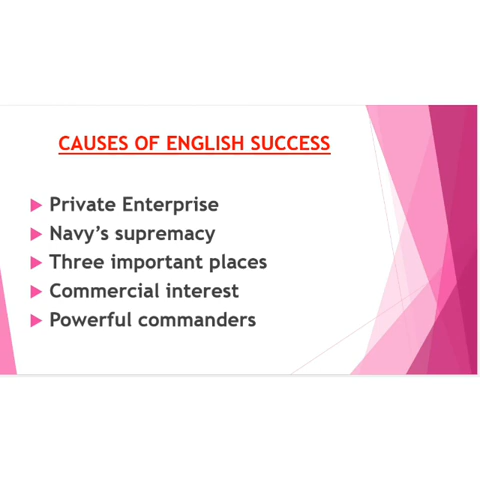 CAUSES OF ENGLISH SUCCESS
Private Enterprise
Navy's supremacy
Three important places
Commercial interest
Powerful commanders